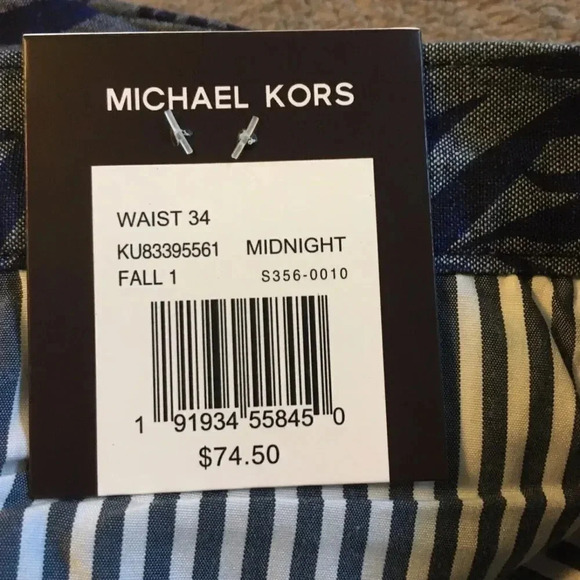 MICHAEL KORS
WAIST 34
KU83395561 MIDNIGHT
FALL 1 S356-0010
1 91934 55845 0
$74.50